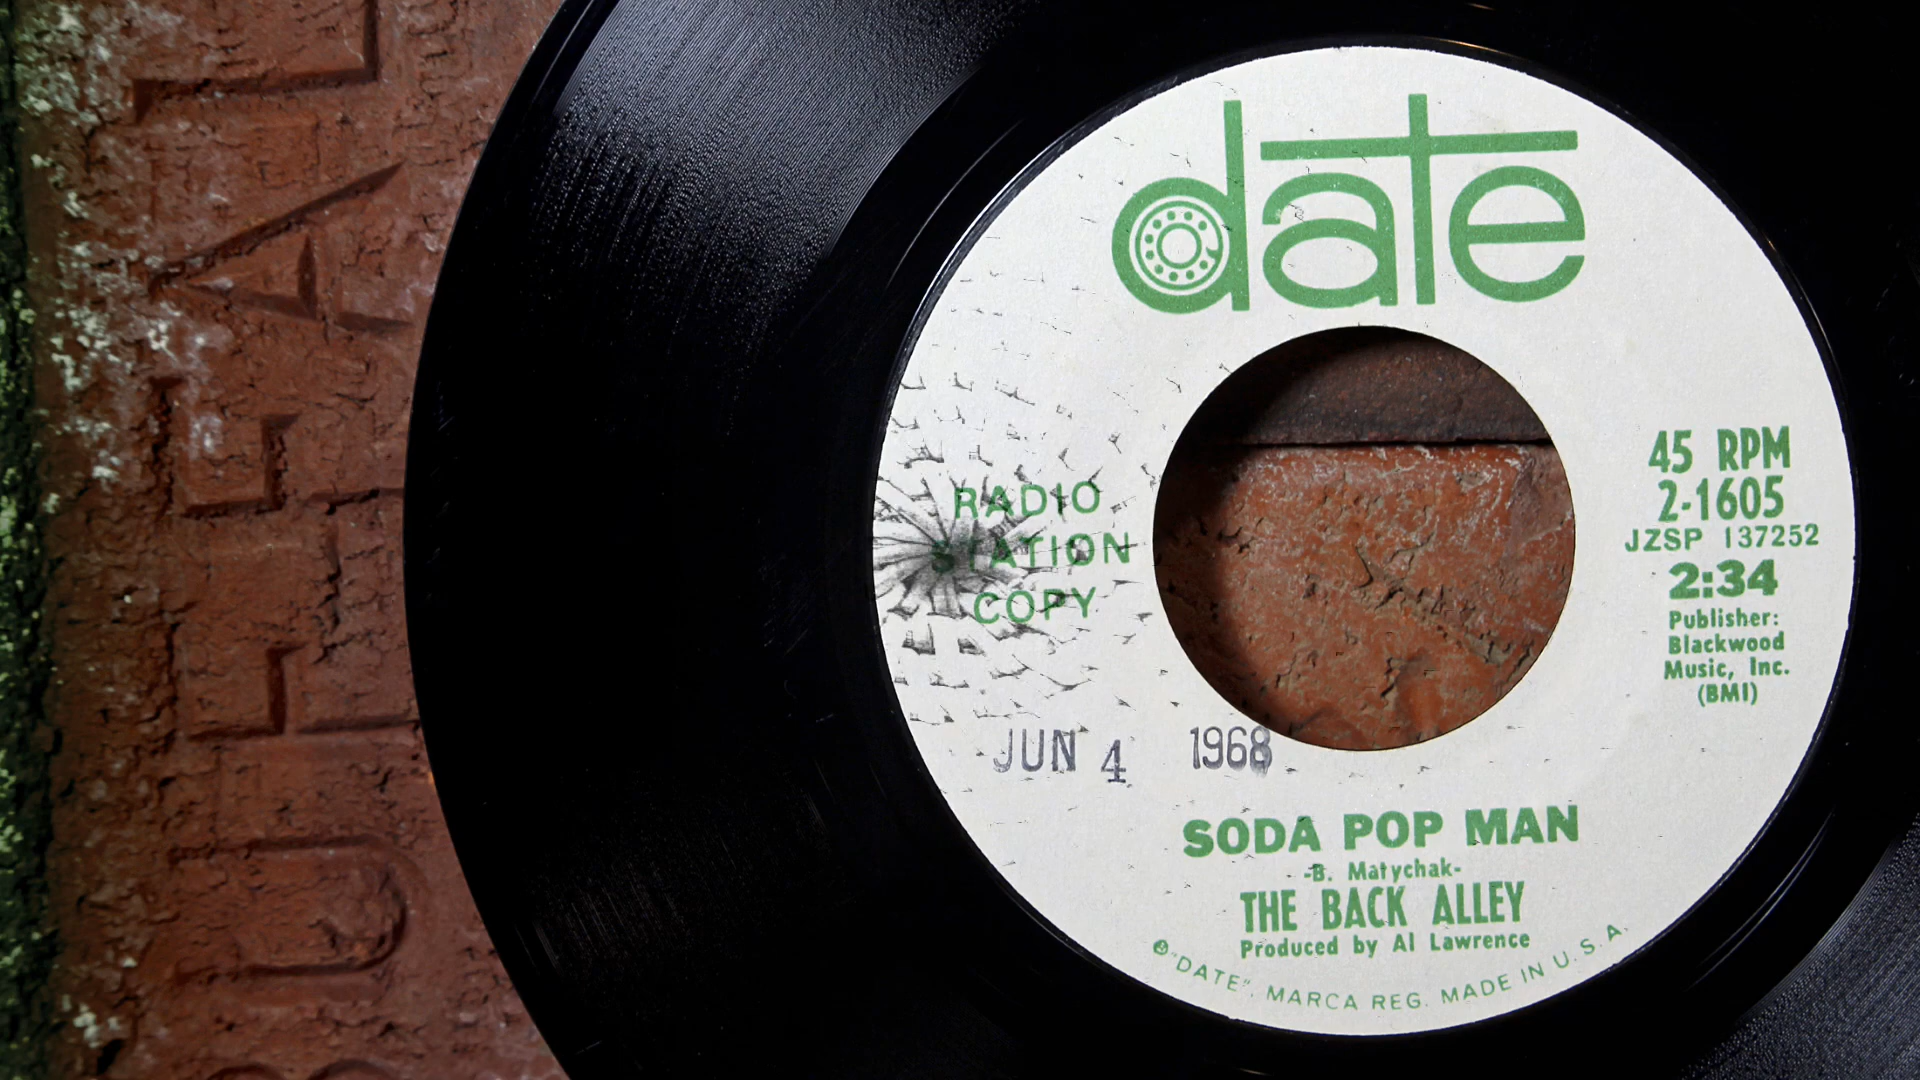 date
RADIO
STATION
COPY
45 RPM
2-1605
JZSP 137252
2:34
Publisher:
Blackwood
Music, Inc.
(BMI)
JUN 4 1968
SODA POP MAN
-B. Matychak-
THE BACK ALLEY
Produced by Al Lawrence
"DATE", MARCA REG. MADE IN U.S.A.